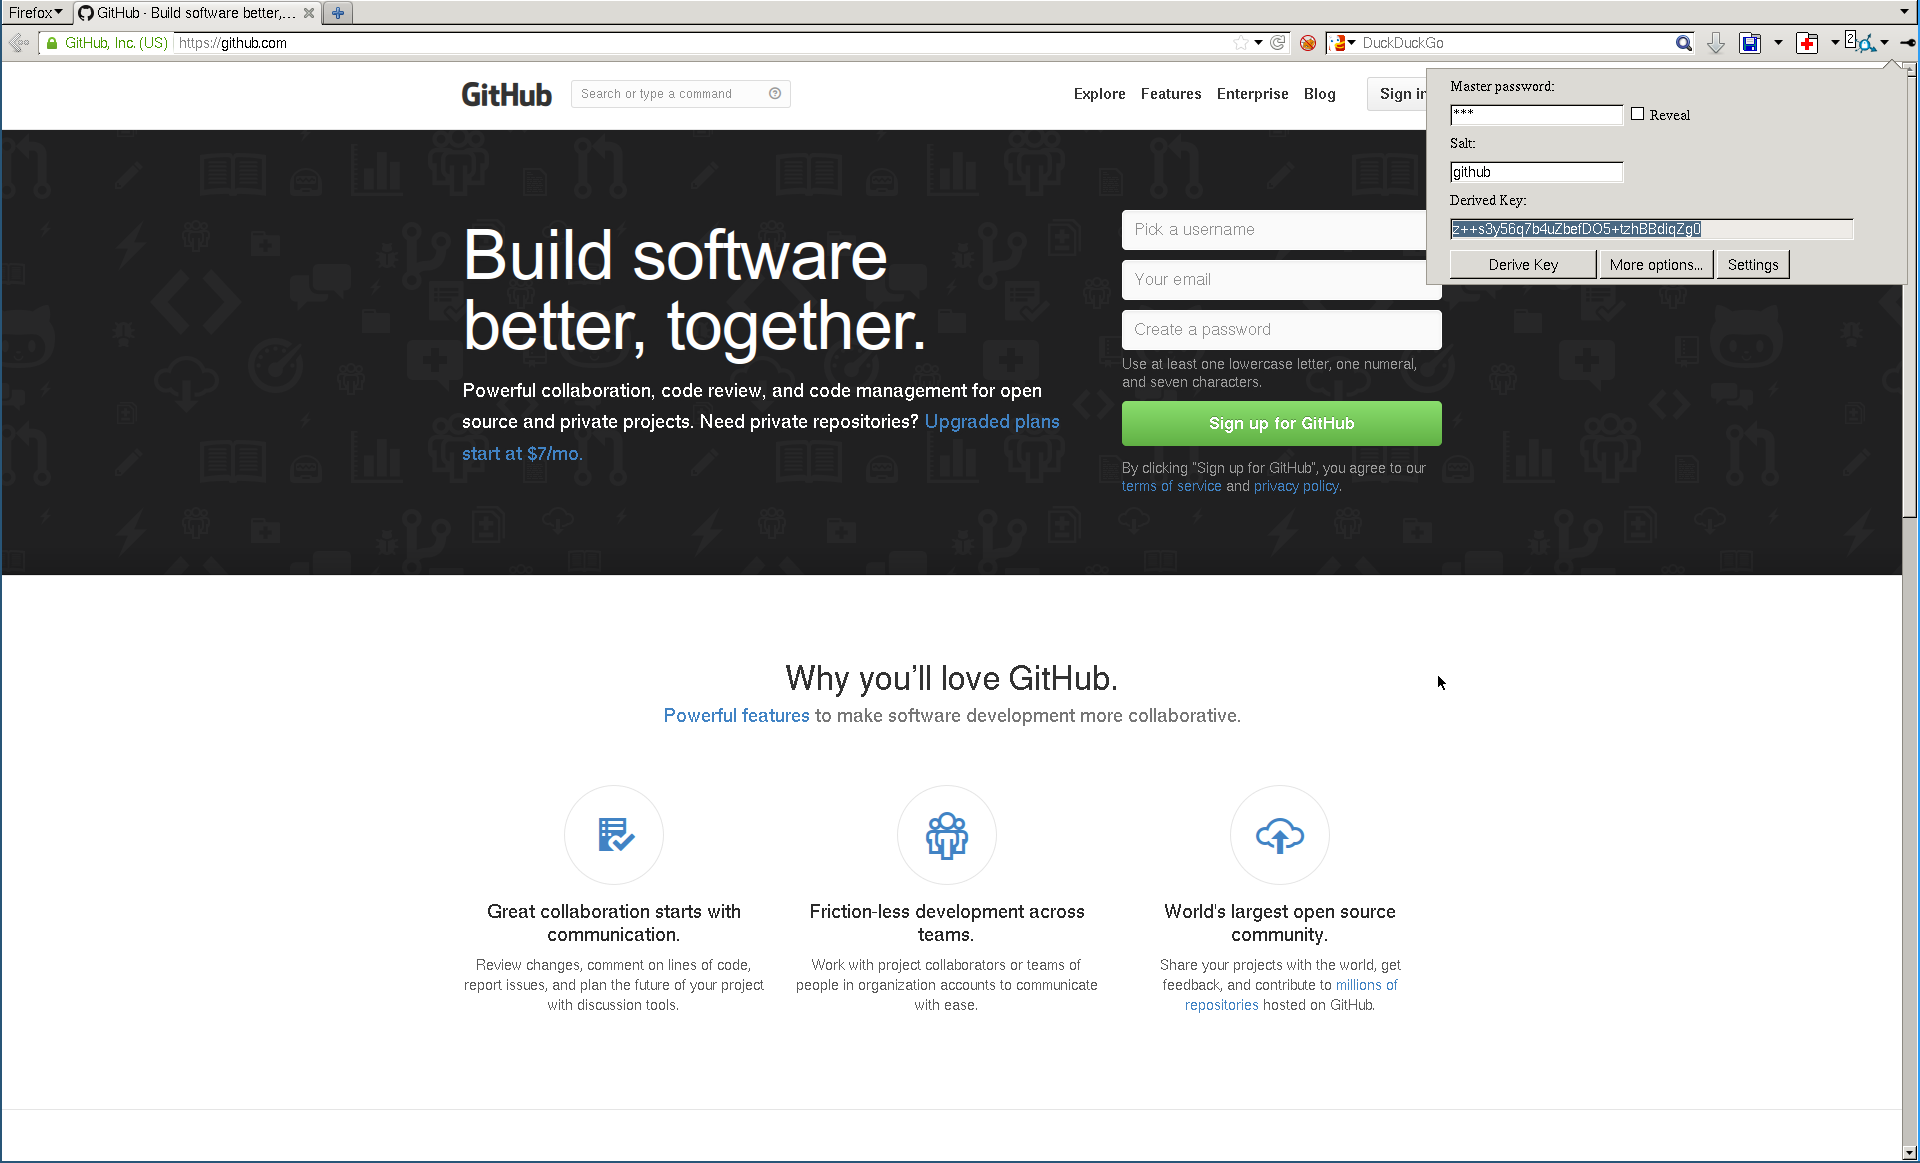 Firefox
GitHub · Build software better,...
GitHub, Inc. (US)
https://github.com
DuckDuckGo
2
GitHub
Search or type a command
Explore
Features
Enterprise
Blog
Sign in
Master password:
***
Reveal
Salt:
github
Derived Key:
z++s3y56q7b4uZbefDO5+tzhBBdiqZg0
Derive Key
More options...
Settings
Build software
better, together.
Powerful collaboration, code review, and code management for open
source and private projects. Need private repositories? Upgraded plans
start at $7/mo.
Pick a username
Your email
Create a password
Use at least one lowercase letter, one numeral,
and seven characters.
Sign up for GitHub
By clicking "Sign up for GitHub", you agree to our
terms of service and privacy policy.
Why you'll love GitHub.
Powerful features to make software development more collaborative.
Great collaboration starts with
communication.
Review changes, comment on lines of code,
report issues, and plan the future of your project
with discussion tools.
Friction-less development across
teams.
Work with project collaborators or teams of
people in organization accounts to communicate
with ease.
World's largest open source
community.
Share your projects with the world, get
feedback, and contribute to millions of
repositories hosted on GitHub.